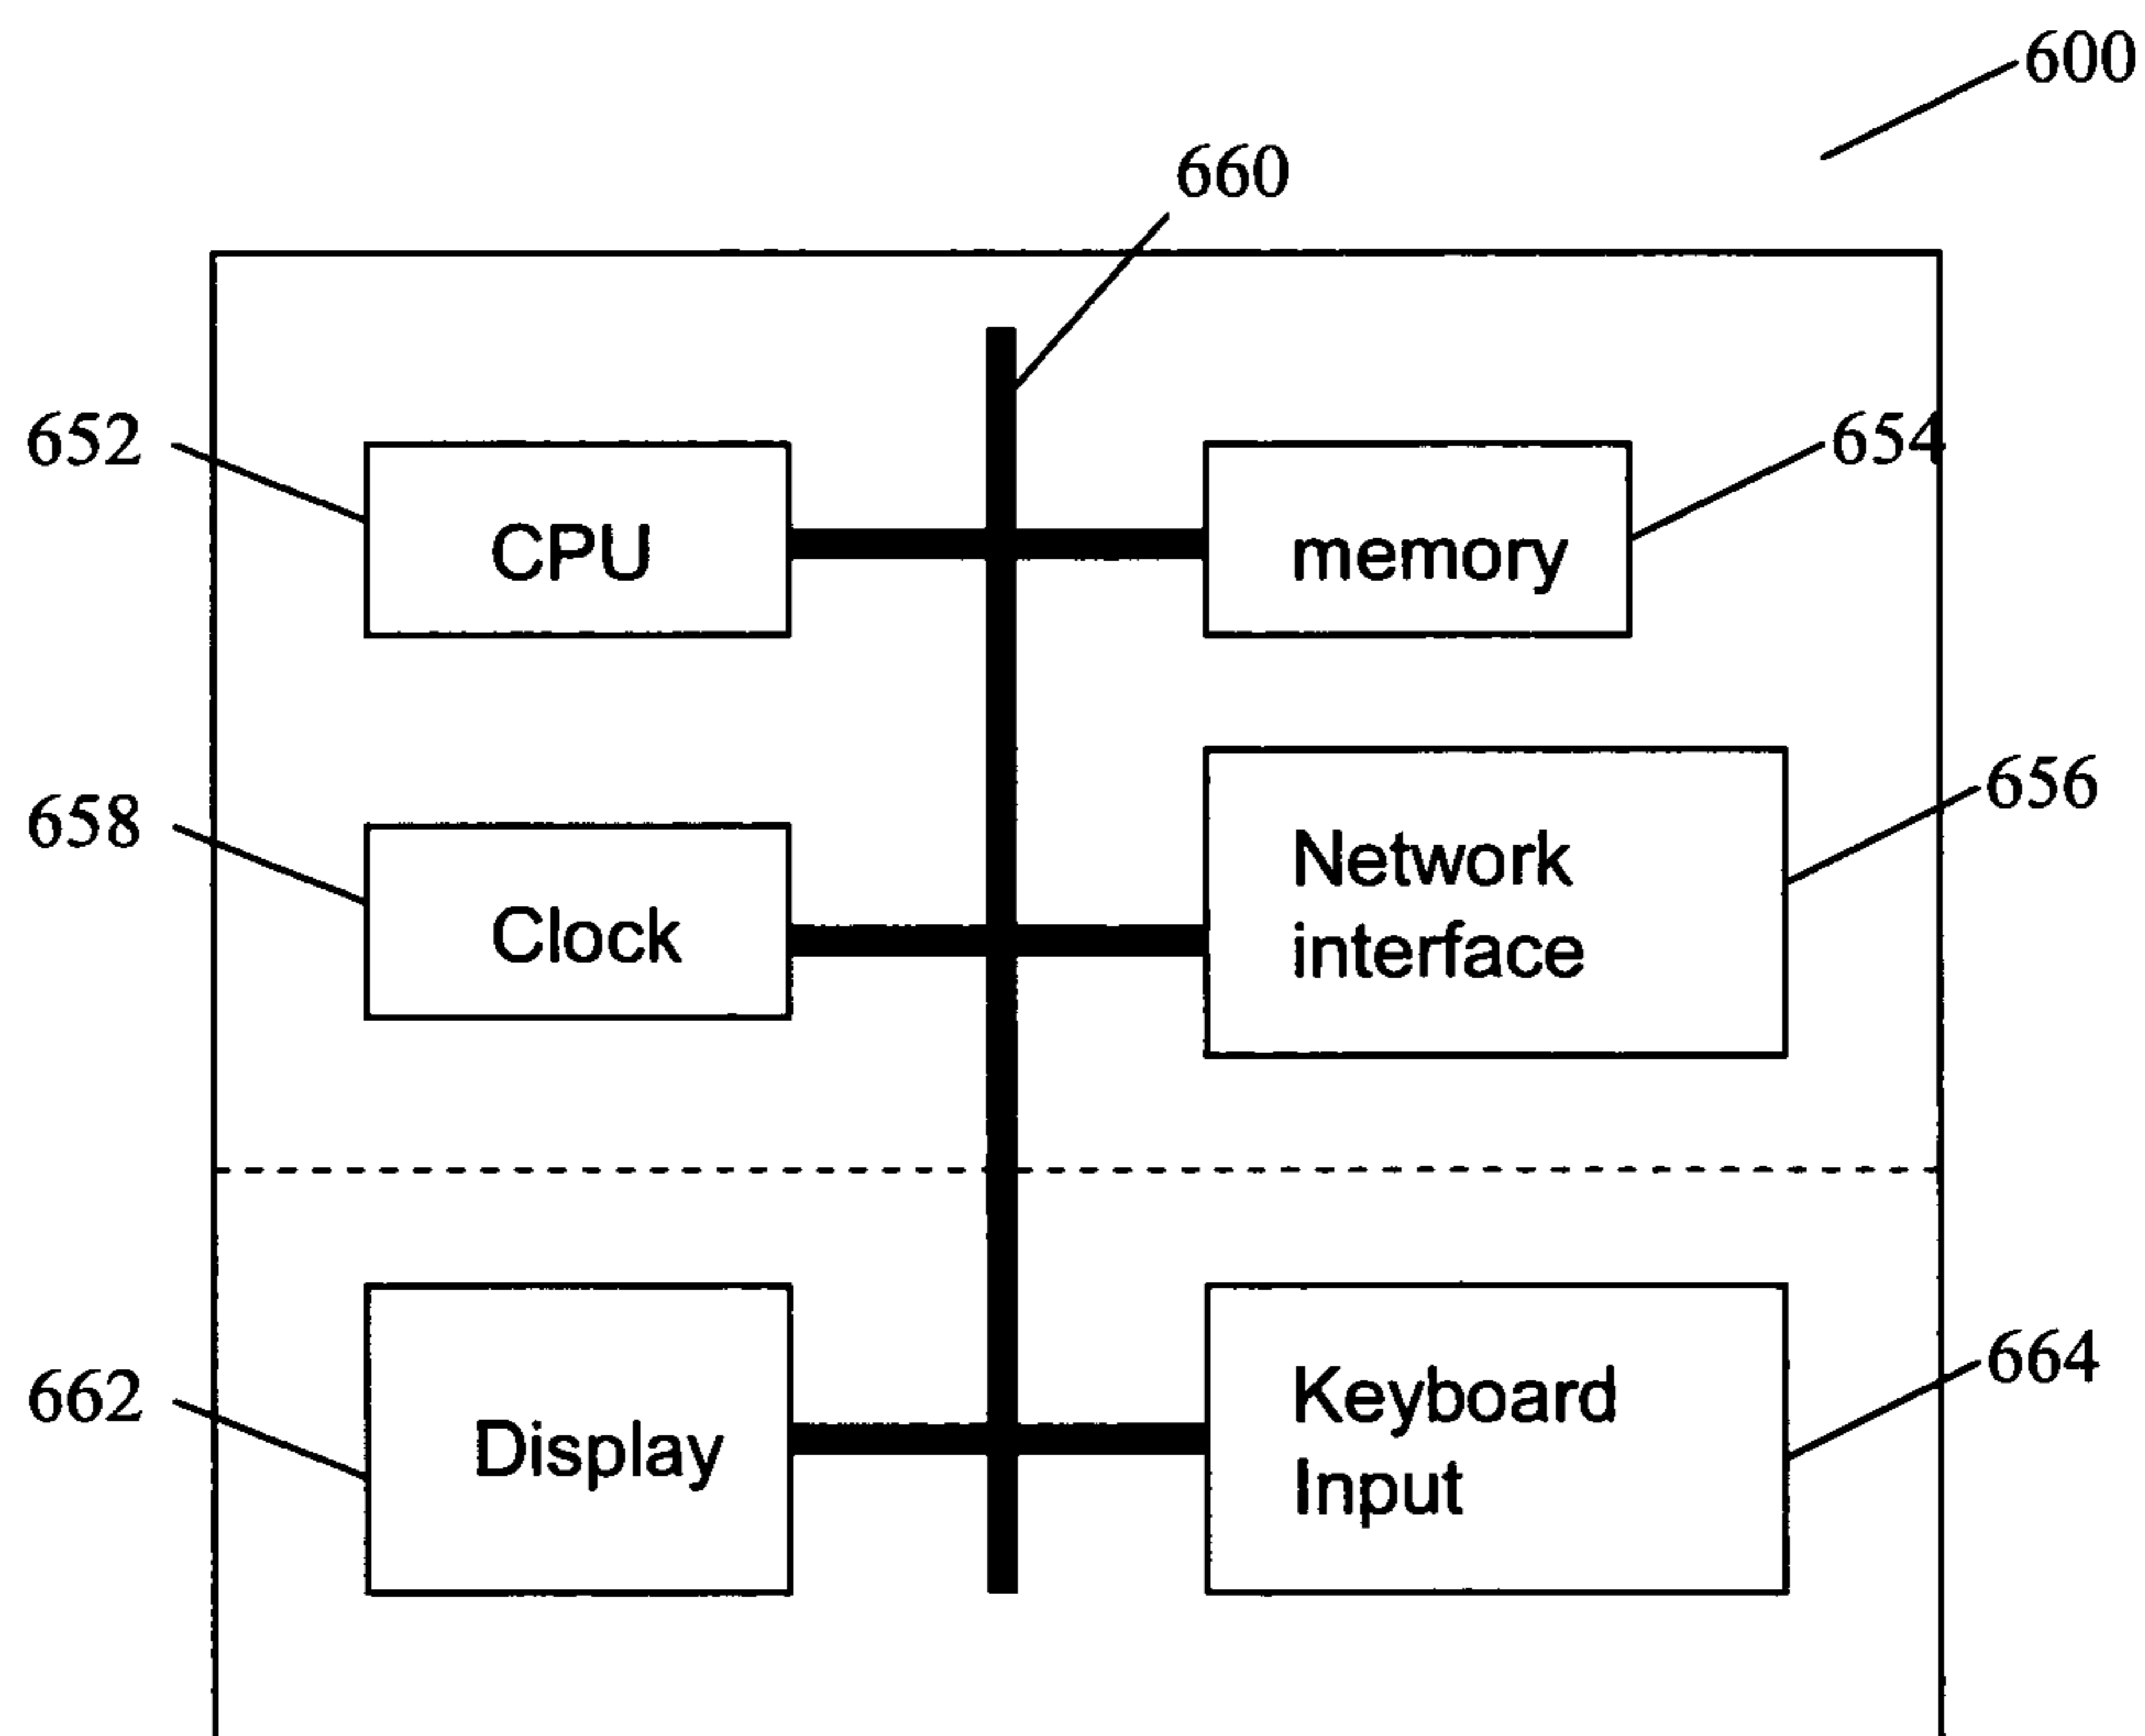 600
660
652
CPU
memory
654
658
Clock
Network
interface
656
662
Display
Keyboard
Input
664